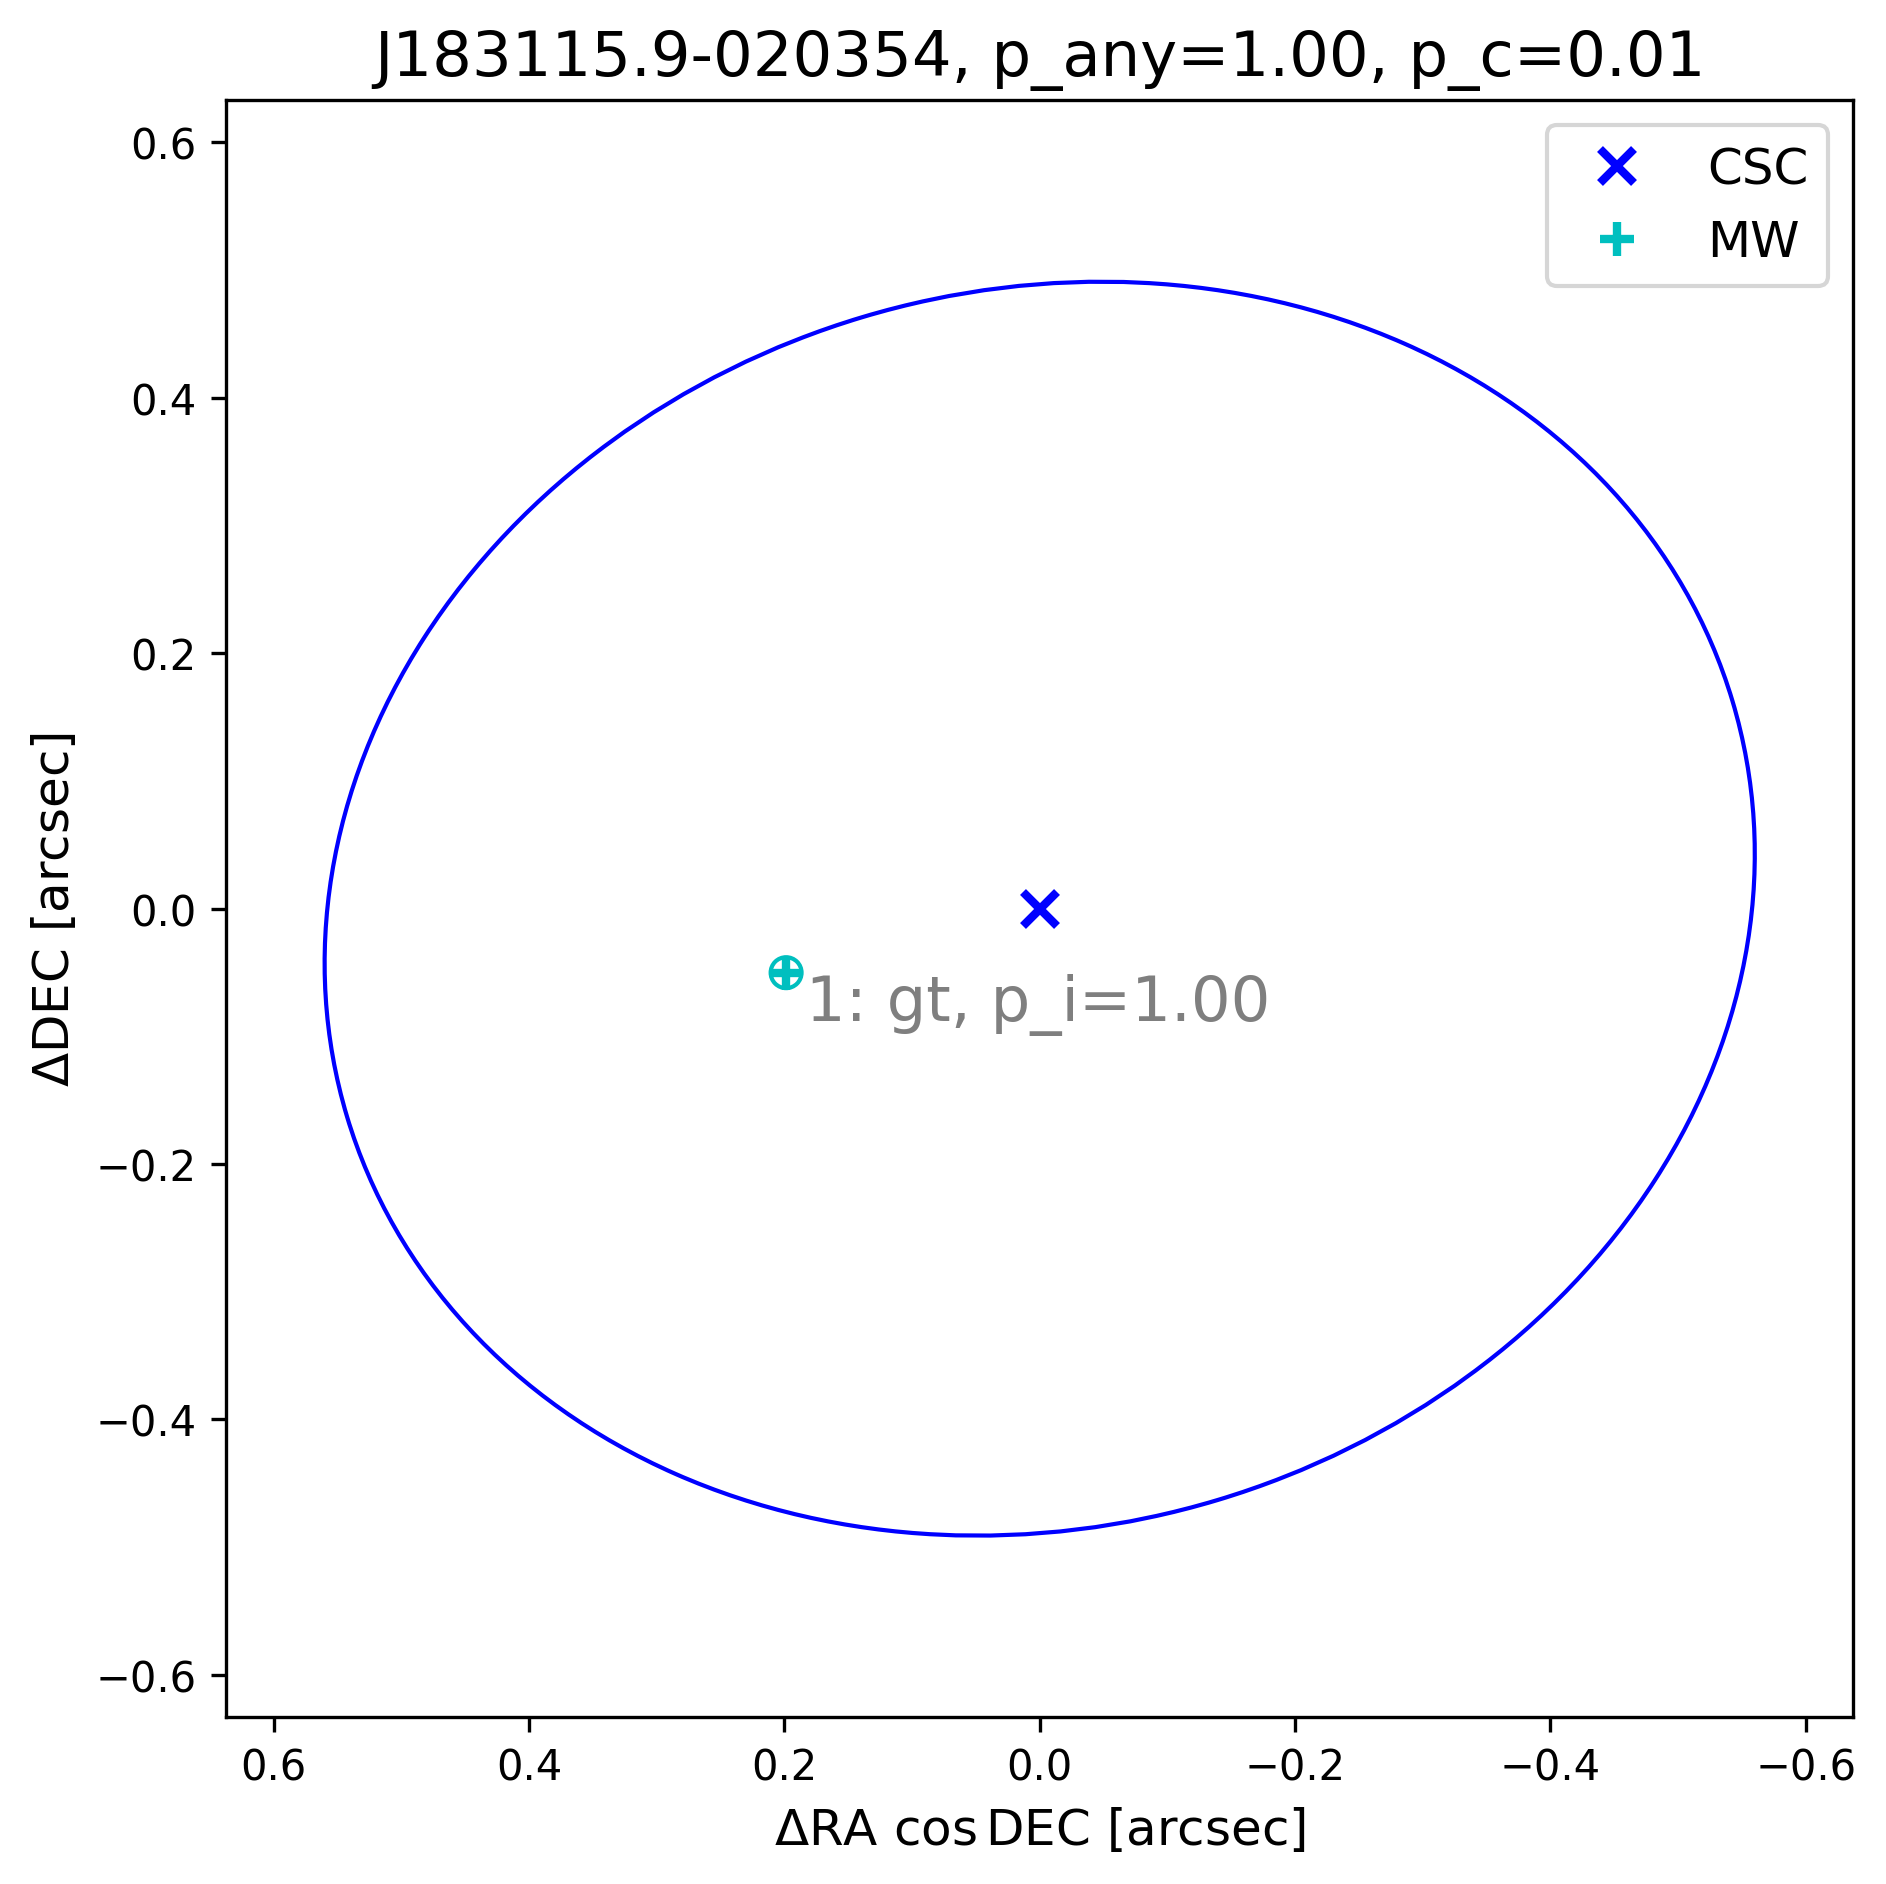 J183115.9-020354, p_any=1.00, p_c=0.01
CSC
MW
0.6
0.4
0.2
0.0
−0.2
−0.4
−0.6
ΔDEC [arcsec]
1: gt, p_i=1.00
0.6 0.4 0.2 0.0 −0.2 −0.4 −0.6
ΔRA cos DEC [arcsec]